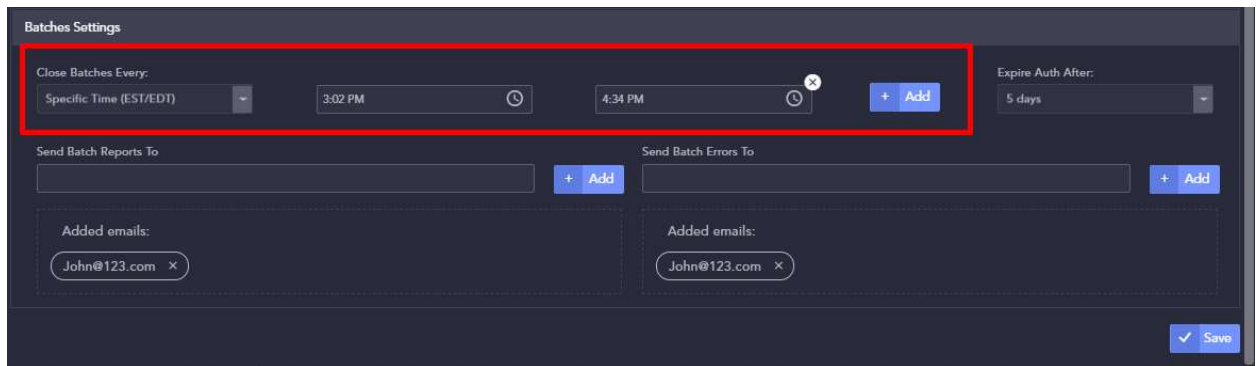 Batches Settings
Close Batches Every:
Expire Auth After:
Specific Time (EST/EDT)
3:02 PM
4:34 PM
+ Add
5 days
Send Batch Reports To
Send Batch Errors To
+ Add
+ Add
Added emails:
Added emails:
John@123.com ×
John@123.com ×
Save